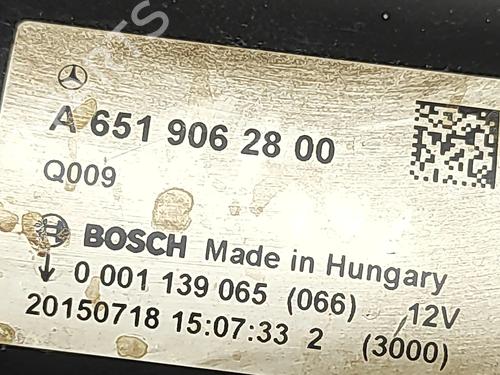 A 651 906 28 00
Q009
BOSCH Made in Hungary
0 001 139 065 (066) 12V
20150718 15:07:33 2 (3000)